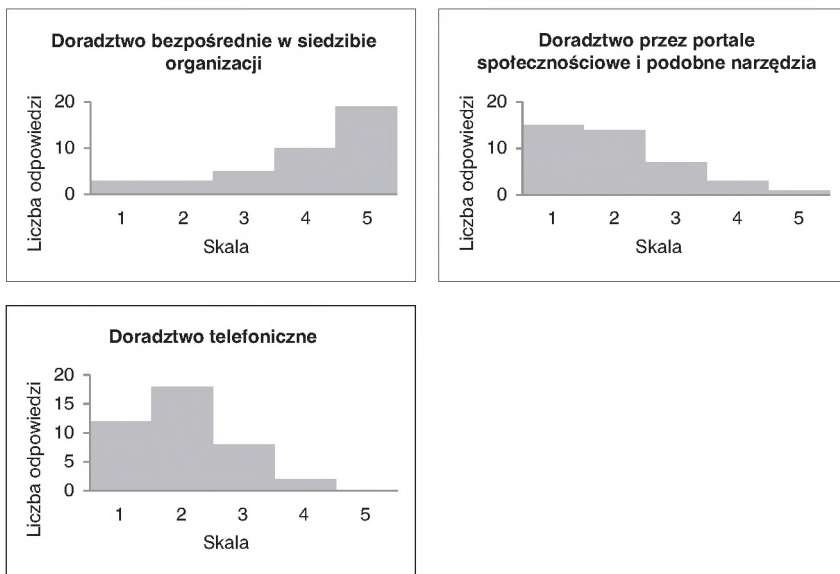 Doradztwo bezpośrednie w siedzibie
organizacji
Liczba odpowiedzi
20
10
0
1 2 3 4 5
Skala
Doradztwo przez portale
społecznościowe i podobne narzędzia
Liczba odpowiedzi
20
10
0
1 2 3 4 5
Skala
Doradztwo telefoniczne
Liczba odpowiedzi
20
15
10
5
0
1 2 3 4 5
Skala